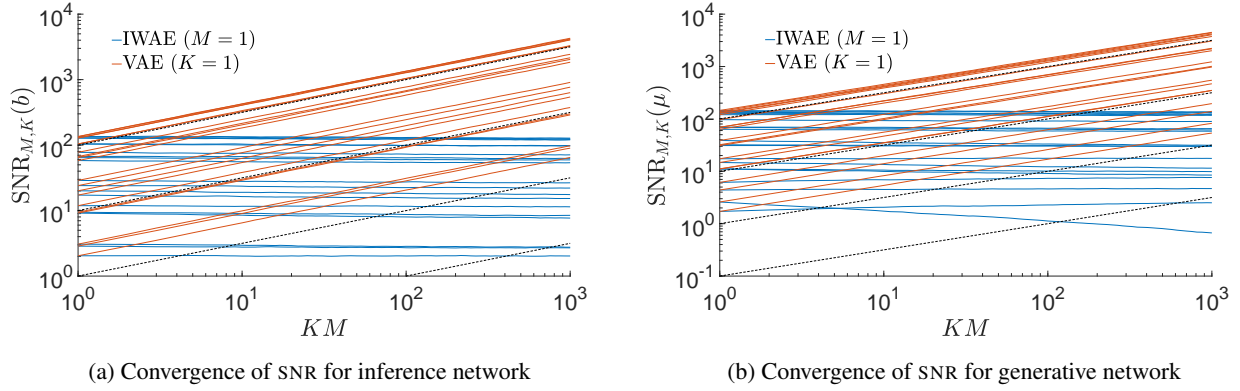 10^4
10^3
10^2
10^1
10^0
SNR_{M,K}(b)
IWAE (M = 1)
VAE (K = 1)
10^0 10^1 10^2 10^3
KM
(a) Convergence of SNR for inference network
10^4
10^3
10^2
10^1
10^0
10^{-1}
SNR_{M,K}(μ)
IWAE (M = 1)
VAE (K = 1)
10^0 10^1 10^2 10^3
KM
(b) Convergence of SNR for generative network